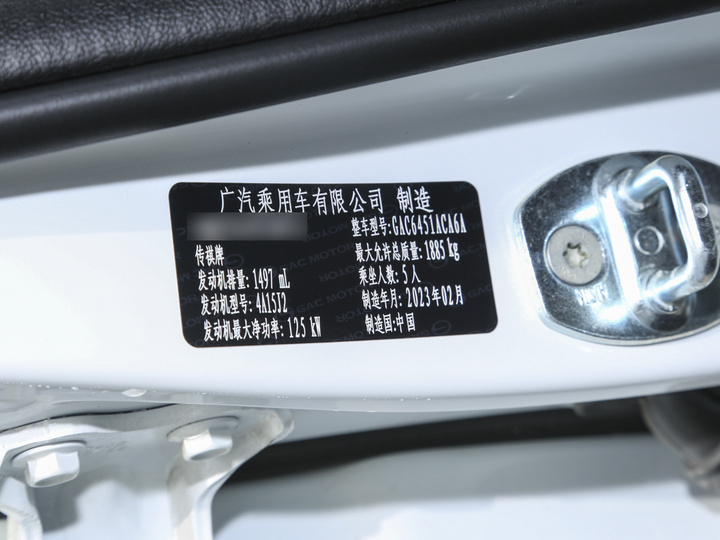 广汽乘用车有限公司 制造
整车型号:GAC6451ACA6A
传祺牌
最大允许总质量: 1885 kg
发动机排量: 1497 mL
乘坐人数: 5 人
发动机型号: 4A15J2
制造年月: 2023年02月
发动机最大净功率: 125 kW
制造国:中国